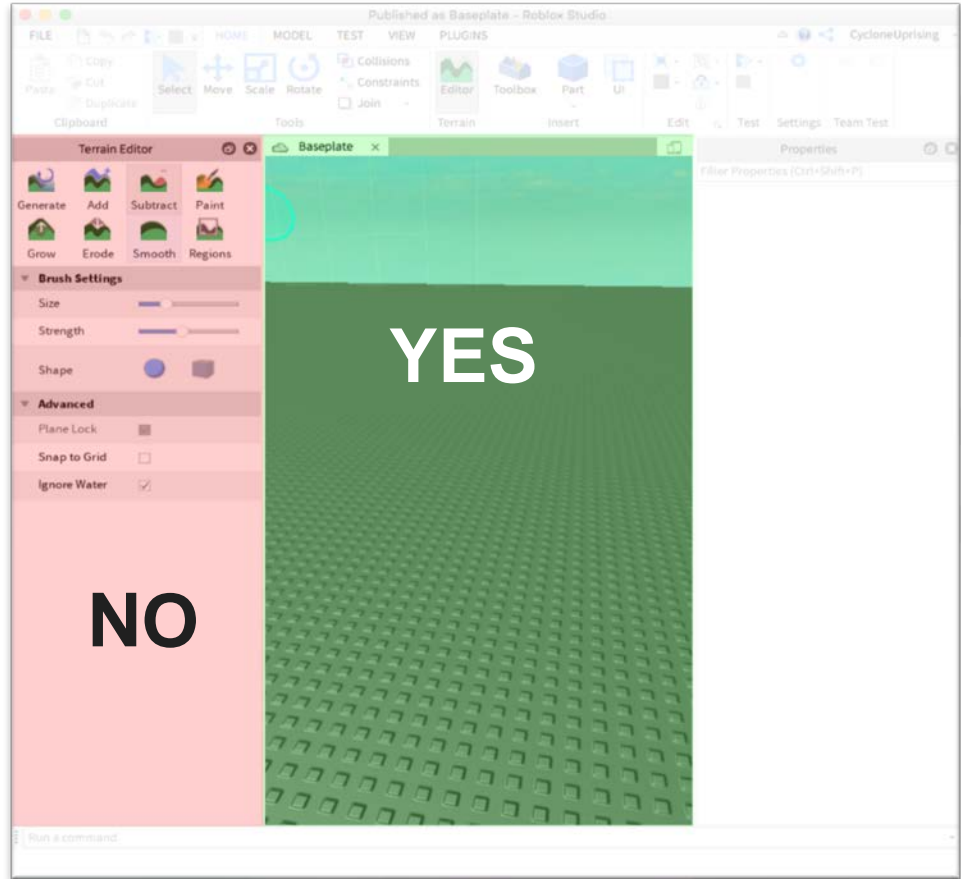 Published as Baseplate - Roblox Studio
FILE HOME MODEL TEST VIEW PLUGINS CycloneUprising
Paste Copy Cut Duplicate
Select Move Scale Rotate
Collisions
Constraints
Join
Editor Toolbox Part UI
Clipboard Tools Terrain Insert Edit Test Settings Team Test
Terrain Editor
Baseplate ×
Properties
Filter Properties (Ctrl+Shift+P)
Generate Add Subtract Paint
Grow Erode Smooth Regions
Brush Settings
Size
Strength
Shape
Advanced
Plane Lock
Snap to Grid
Ignore Water
YES
NO
Run a command